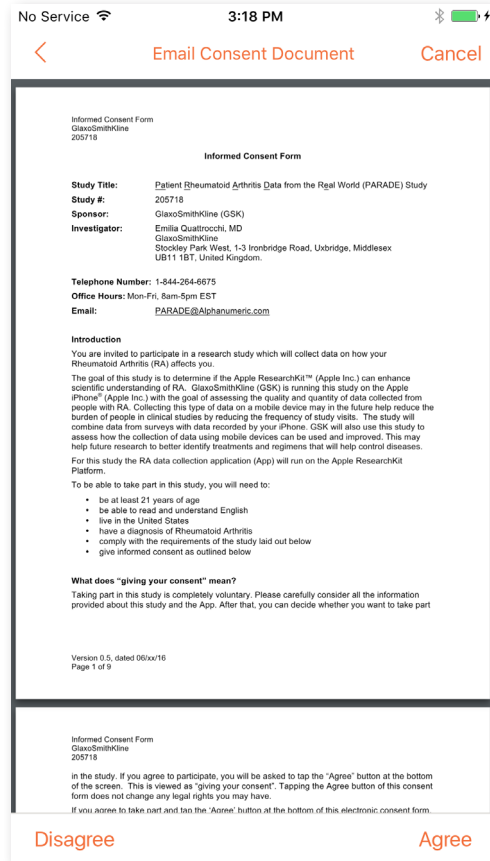 No Service 3:18 PM
Email Consent Document Cancel
Informed Consent Form
GlaxoSmithKline
205718
Informed Consent Form
Study Title: Patient Rheumatoid Arthritis Data from the Real World (PARADE) Study
Study #: 205718
Sponsor: GlaxoSmithKline (GSK)
Investigator: Emilia Quattrocchi, MD
GlaxoSmithKline
Stockley Park West, 1-3 Ironbridge Road, Uxbridge, Middlesex
UB11 1BT, United Kingdom.
Telephone Number: 1-844-264-6675
Office Hours: Mon-Fri, 8am-5pm EST
Email: PARADE@Alphanumeric.com
Introduction
You are invited to participate in a research study which will collect data on how your
Rheumatoid Arthritis (RA) affects you.
The goal of this study is to determine if the Apple ResearchKit™ (Apple Inc.) can enhance
scientific understanding of RA. GlaxoSmithKline (GSK) is running this study on the Apple
iPhone® (Apple Inc.) with the goal of assessing the quality and quantity of data collected from
people with RA. Collecting this type of data on a mobile device may in the future help reduce the
burden of people in clinical studies by reducing the frequency of study visits. The study will
combine data from surveys with data recorded by your iPhone. GSK will also use this study to
assess how the collection of data using mobile devices can be used and improved. This may
help future research to better identify treatments and regimens that will help control diseases.
For this study the RA data collection application (App) will run on the Apple ResearchKit
Platform.
To be able to take part in this study, you will need to:
• be at least 21 years of age
• be able to read and understand English
• live in the United States
• have a diagnosis of Rheumatoid Arthritis
• comply with the requirements of the study laid out below
• give informed consent as outlined below
What does “giving your consent” mean?
Taking part in this study is completely voluntary. Please carefully consider all the information
provided about this study and the App. After that, you can decide whether you want to take part
Version 0.5, dated 06/xx/16
Page 1 of 9
Informed Consent Form
GlaxoSmithKline
205718
in the study. If you agree to participate, you will be asked to tap the “Agree” button at the bottom
of the screen. This is viewed as “giving your consent”. Tapping the Agree button of this consent
form does not change any legal rights you may have.
If you agree to take part and tap the ‘Agree’ button at the bottom of this electronic consent form,
Disagree Agree